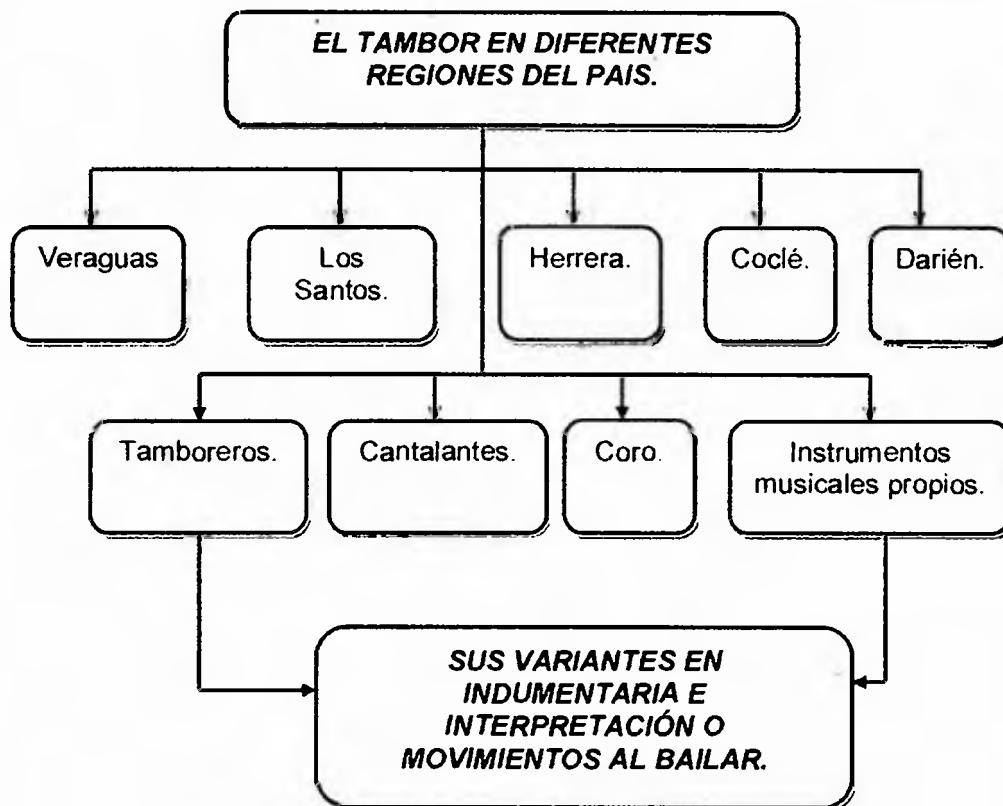 EL TAMBOR EN DIFERENTES
REGIONES DEL PAIS.
Veraguas
Los
Santos.
Herrera.
Coclé.
Darién.
Tamboreros.
Cantalantes.
Coro.
Instrumentos
musicales propios.
SUS VARIANTES EN
INDUMENTARIA E
INTERPRETACIÓN O
MOVIMIENTOS AL BAILAR.